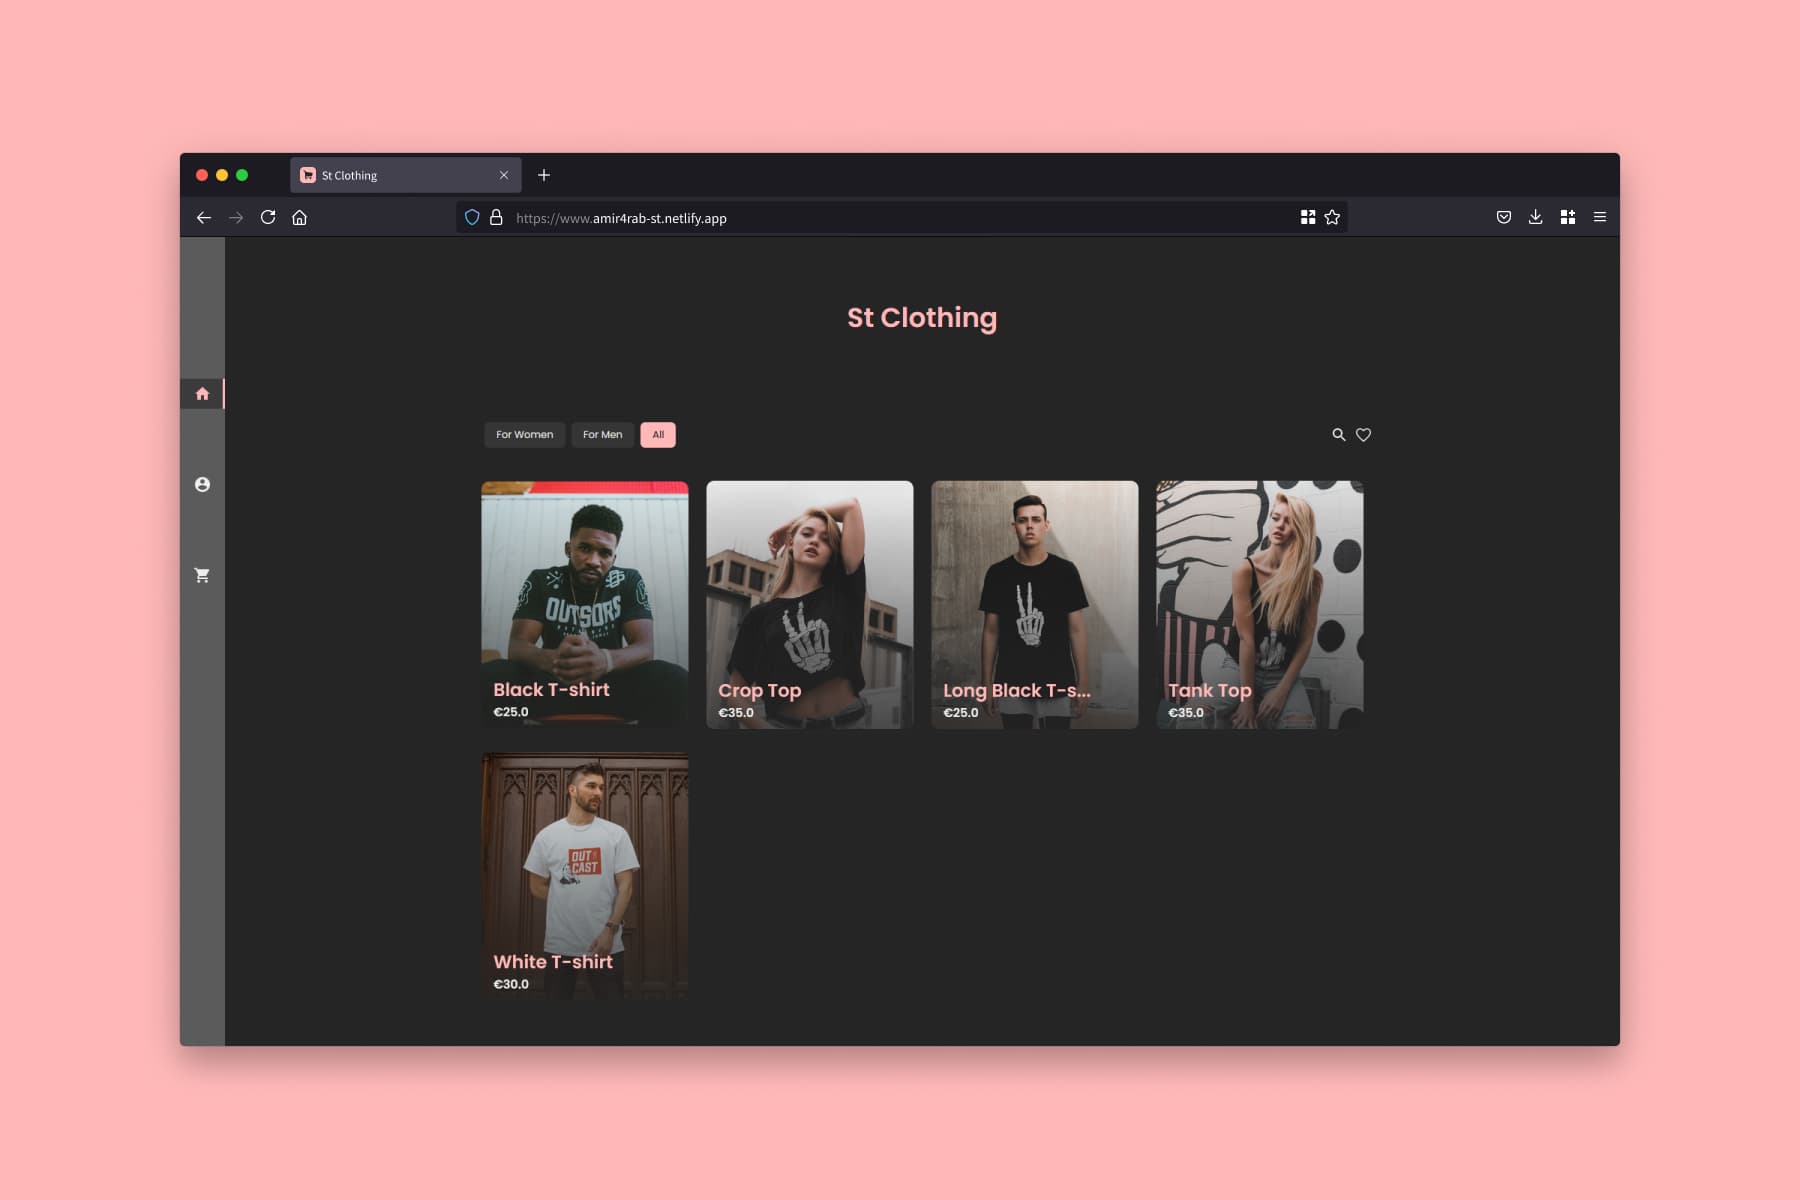 St Clothing
https://www.amir4rab-st.netlify.app
St Clothing
For Women
For Men
All
OUTSORS
Black T-shirt
€25.0
Crop Top
€35.0
Long Black T-s...
€25.0
Tank Top
€35.0
OUT
CAST
White T-shirt
€30.0